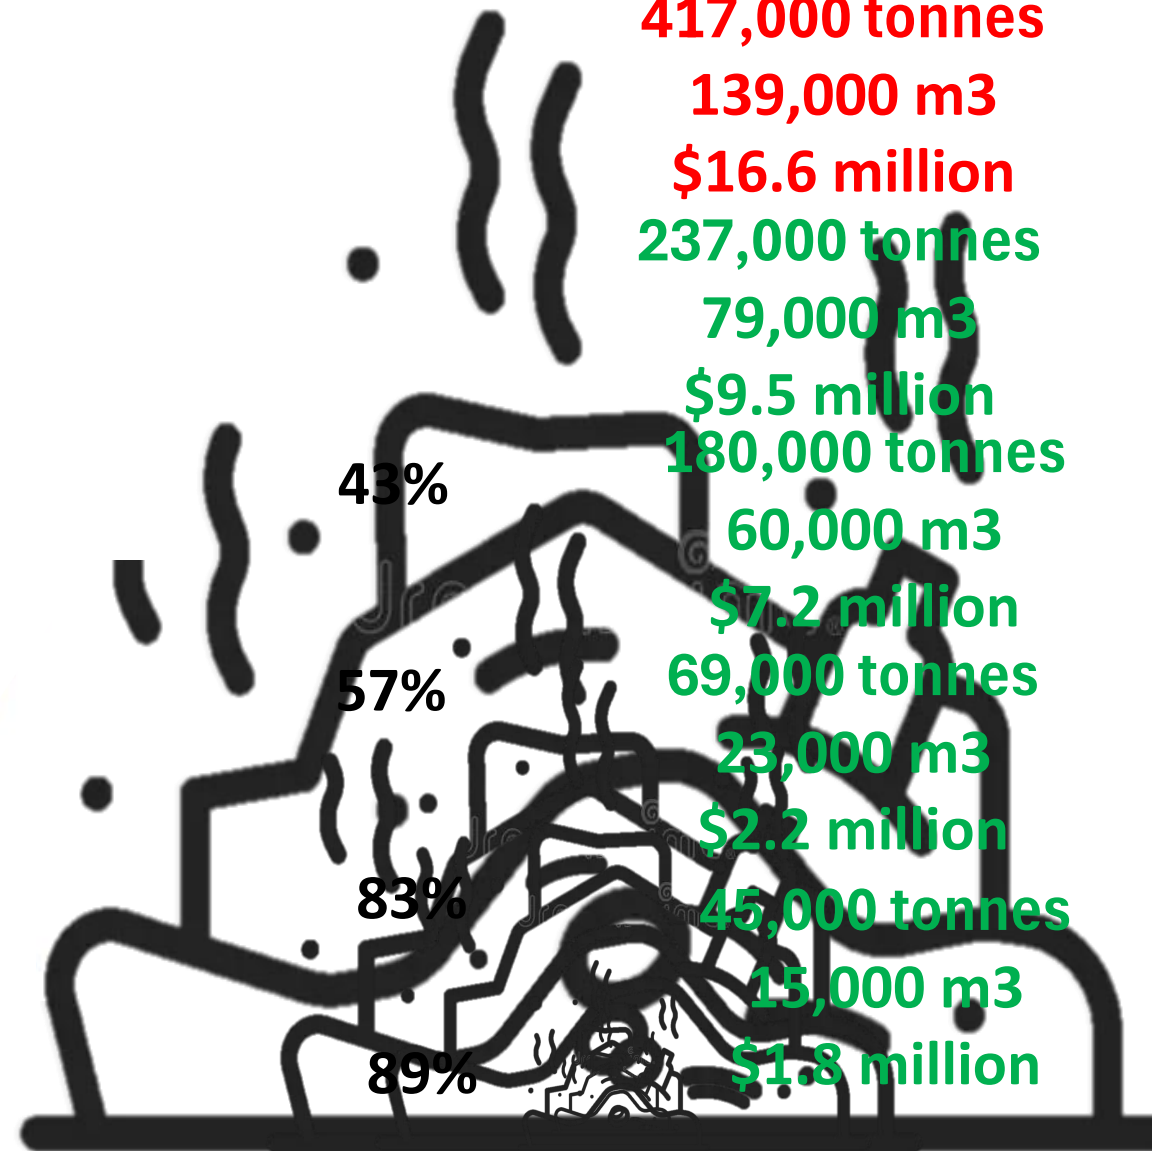 417,000 tonnes
139,000 m3
$16.6 million
237,000 tonnes
79,000 m3
$9.5 million
180,000 tonnes
43%
60,000 m3
$7.2 million
69,000 tonnes
57%
23,000 m3
$2.2 million
83%
45,000 tonnes
15,000 m3
$1.8 million
89%